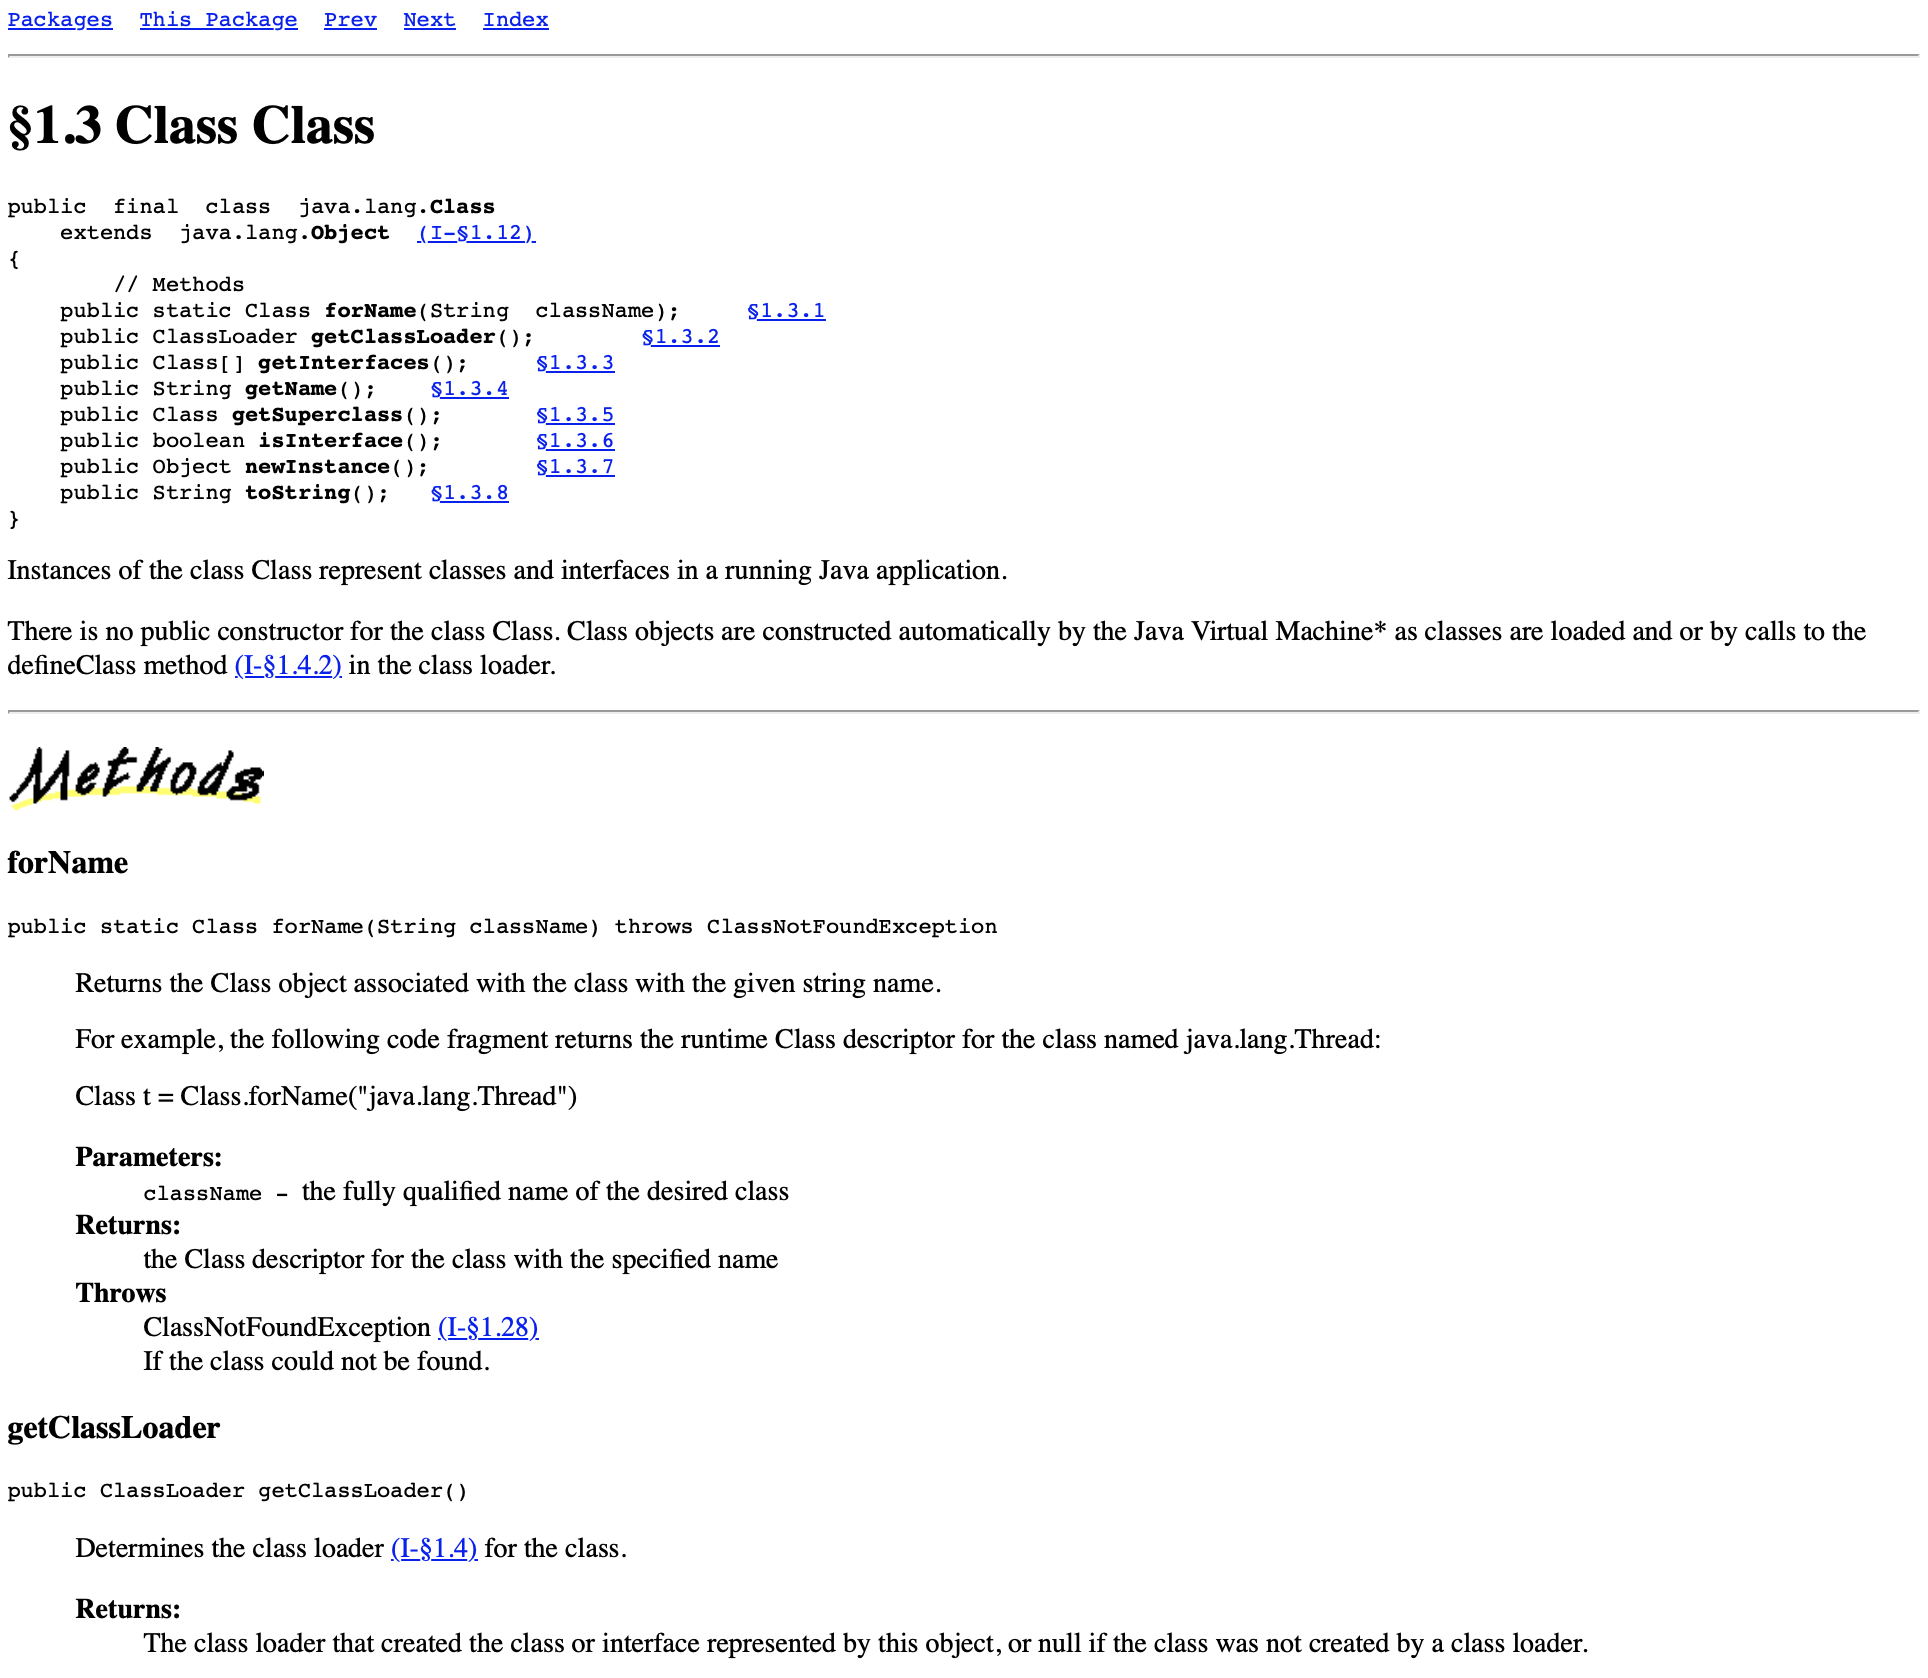 Packages This Package Prev Next Index
§1.3 Class Class
public final class java.lang.Class
extends java.lang.Object (I-§1.12)
{
// Methods
public static Class forName(String className); §1.3.1
public ClassLoader getClassLoader(); §1.3.2
public Class[] getInterfaces(); §1.3.3
public String getName(); §1.3.4
public Class getSuperclass(); §1.3.5
public boolean isInterface(); §1.3.6
public Object newInstance(); §1.3.7
public String toString(); §1.3.8
}
Instances of the class Class represent classes and interfaces in a running Java application.
There is no public constructor for the class Class. Class objects are constructed automatically by the Java Virtual Machine* as classes are loaded and or by calls to the
defineClass method (I-§1.4.2) in the class loader.
Methods
forName
public static Class forName(String className) throws ClassNotFoundException
Returns the Class object associated with the class with the given string name.
For example, the following code fragment returns the runtime Class descriptor for the class named java.lang.Thread:
Class t = Class.forName("java.lang.Thread")
Parameters:
className - the fully qualified name of the desired class
Returns:
the Class descriptor for the class with the specified name
Throws
ClassNotFoundException (I-§1.28)
If the class could not be found.
getClassLoader
public ClassLoader getClassLoader()
Determines the class loader (I-§1.4) for the class.
Returns:
The class loader that created the class or interface represented by this object, or null if the class was not created by a class loader.